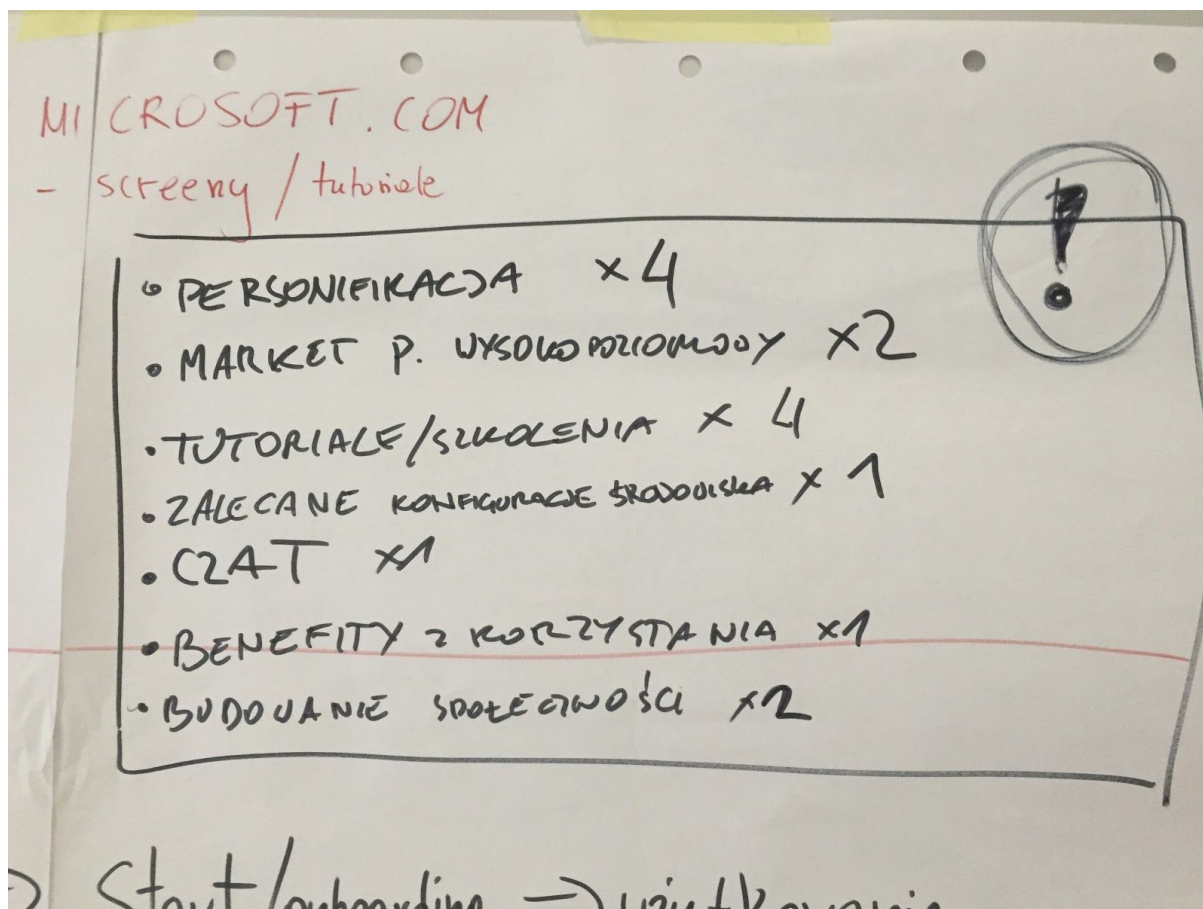 MICROSOFT.COM
- screeny / tutoriale
!
• PERSONIFIKACJA x4
• MARKET P. WYSOKOPOZIOMOWY x2
• TUTORIALE/SZKOLENIA x 4
• ZALECANE KONFIGURACJE ŚRODOWISKA x 1
• CZAT x1
• BENEFITY Z KORZYSTANIA x1
• BUDOWANIE SPOŁECZNOŚCI x2
Start/onboarding → użytkowanie